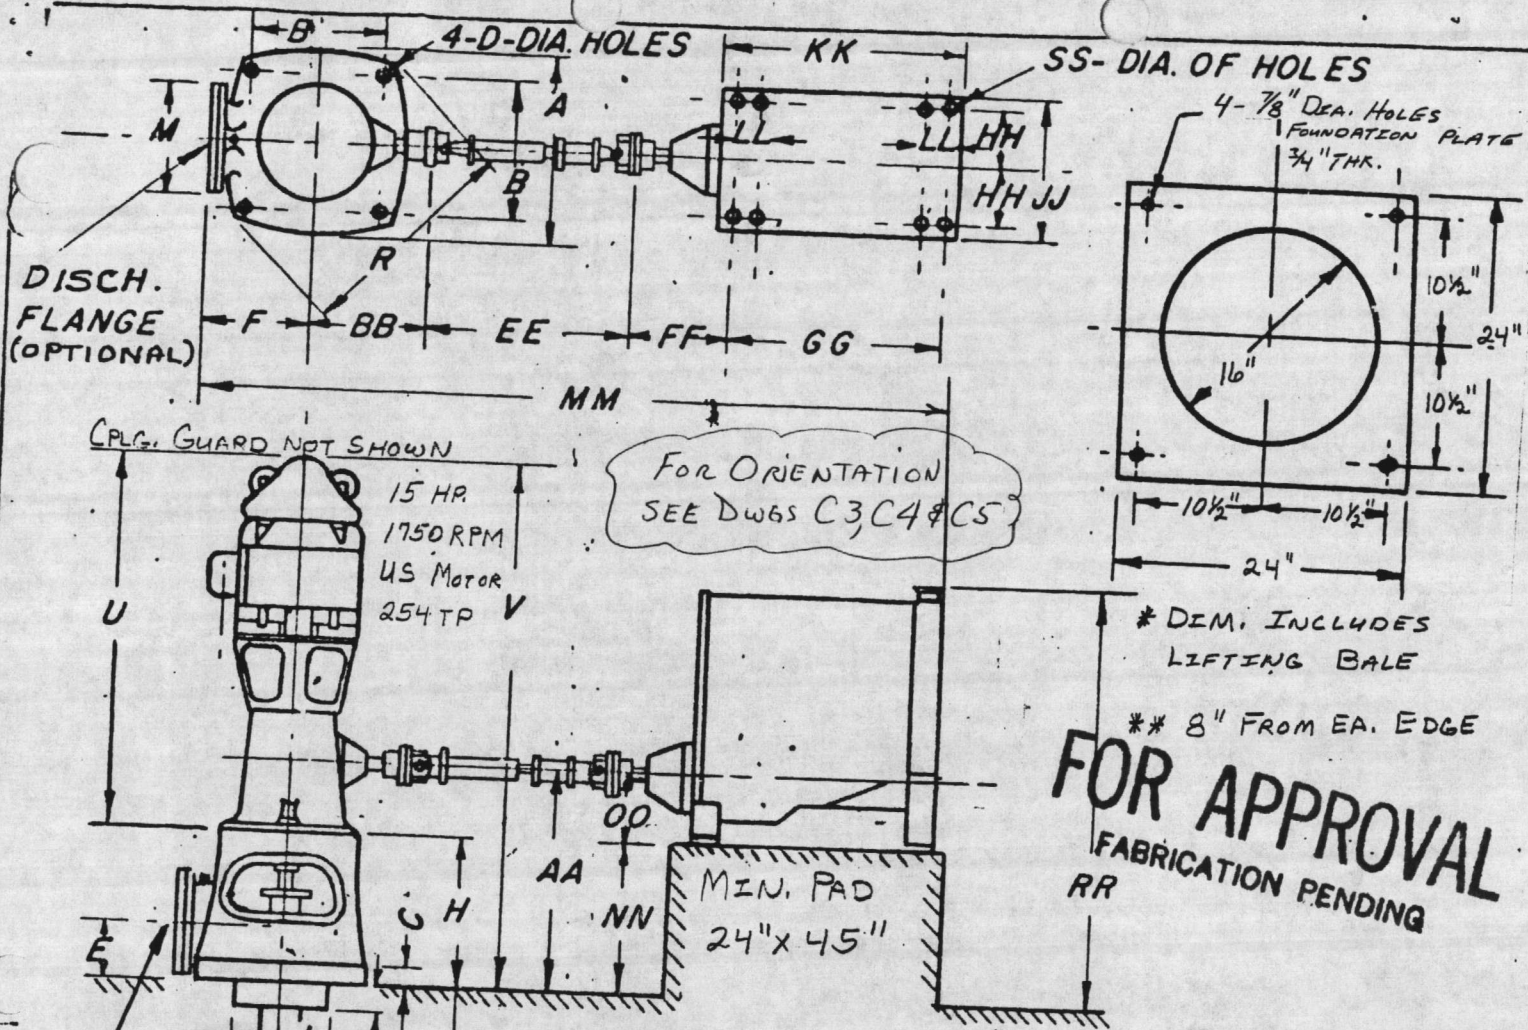 B
4-D-DIA. HOLES
KK
SS- DIA. OF HOLES
4- 7/8" DIA. HOLES
FOUNDATION PLATE
3/4" THK.
A
M
LL
LL
HH
B
HH
JJ
R
10½"
24"
DISCH.
FLANGE
(OPTIONAL)
F
BB
EE
FF
GG
16"
10½"
MM
*
CPLG. GUARD NOT SHOWN
FOR ORIENTATION
SEE DWGS C3, C4 & C5
15 HP.
1750 RPM
US MOTOR
254 TP
10½"
10½"
24"
U
V
* DIM. INCLUDES
LIFTING BALE
** 8" FROM EA. EDGE
FOR APPROVAL
FABRICATION PENDING
OO
AA
MIN. PAD
24" X 45"
RR
C
H
NN
E